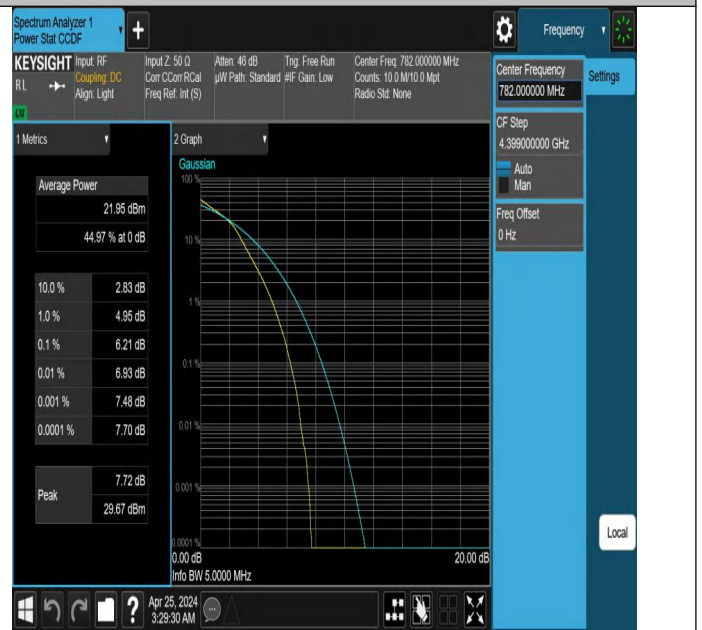 Spectrum Analyzer 1
Power Stat CCDF
Frequency
KEYSIGHT
RL
Input: RF
Coupling: DC
Align: Light
Input Z: 50 Ω
Corr CCorr RCal
Freq Ref: Int (S)
Atten: 46 dB
µW Path: Standard
Trig: Free Run
#IF Gain: Low
Center Freq: 782.000000 MHz
Counts: 10.0 M/10.0 Mpt
Radio Std: None
Center Frequency
782.000000 MHz
Settings
CF Step
4.399000000 GHz
Auto
Man
Freq Offset
0 Hz
Local
1 Metrics
Average Power
21.95 dBm
44.97 % at 0 dB
10.0 % 2.83 dB
1.0 % 4.95 dB
0.1 % 6.21 dB
0.01 % 6.93 dB
0.001 % 7.48 dB
0.0001 % 7.70 dB
Peak
7.72 dB
29.67 dBm
2 Graph
Gaussian
100 %
10 %
1 %
0.1 %
0.01 %
0.001 %
0.0001 %
0.00 dB 20.00 dB
Info BW 5.0000 MHz
?
Apr 25, 2024
3:29:30 AM